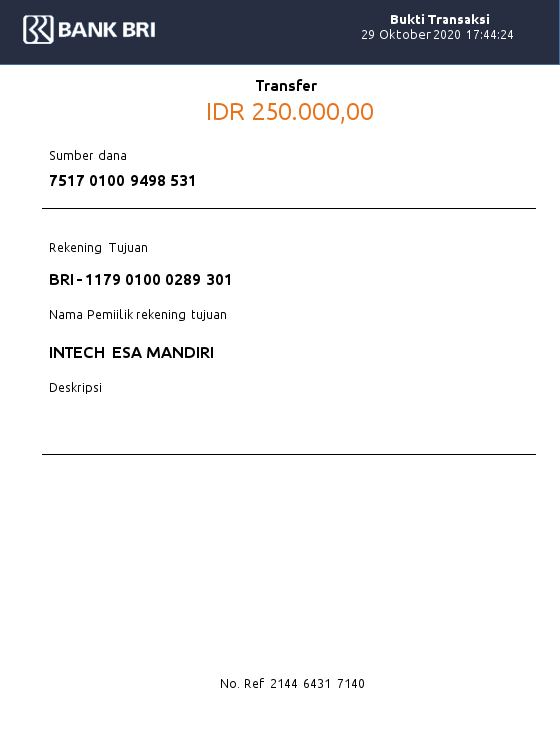 BANK BRI
Bukti Transaksi
29 Oktober 2020 17:44:24
Transfer
IDR 250.000,00
Sumber dana
7517 0100 9498 531
Rekening Tujuan
BRI - 1179 0100 0289 301
Nama Pemiilik rekening tujuan
INTECH ESA MANDIRI
Deskripsi
No. Ref 2144 6431 7140